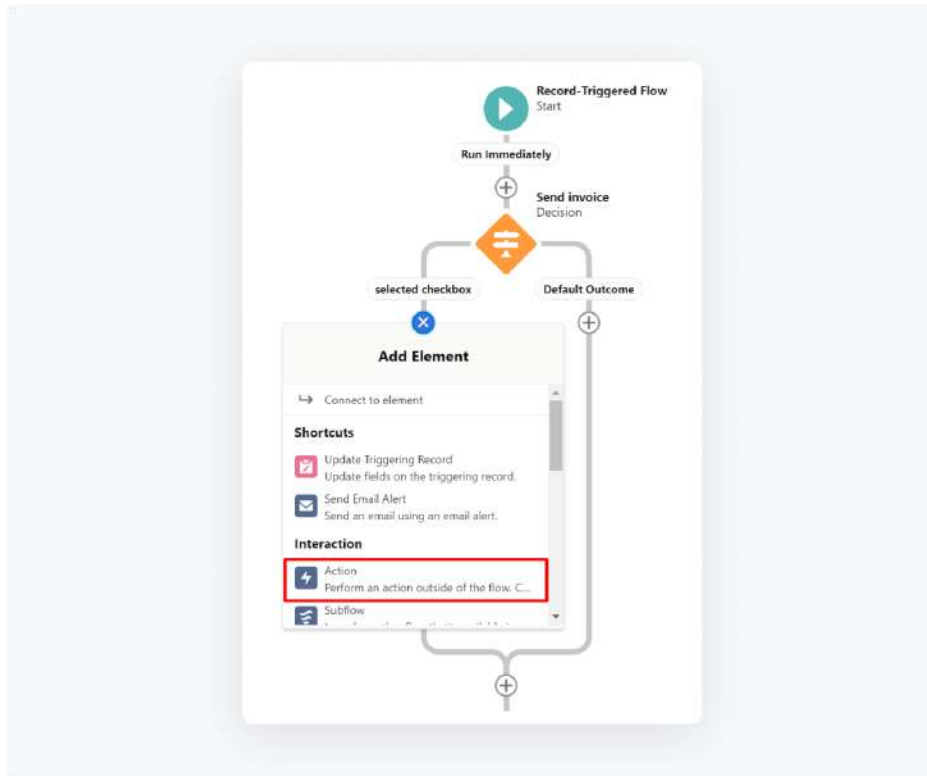 Record-Triggered Flow
Start
Run Immediately
Send invoice
Decision
selected checkbox
Default Outcome
Add Element
Connect to element
Shortcuts
Update Triggering Record
Update fields on the triggering record.
Send Email Alert
Send an email using an email alert.
Interaction
Action
Perform an action outside of the flow. C...
Subflow